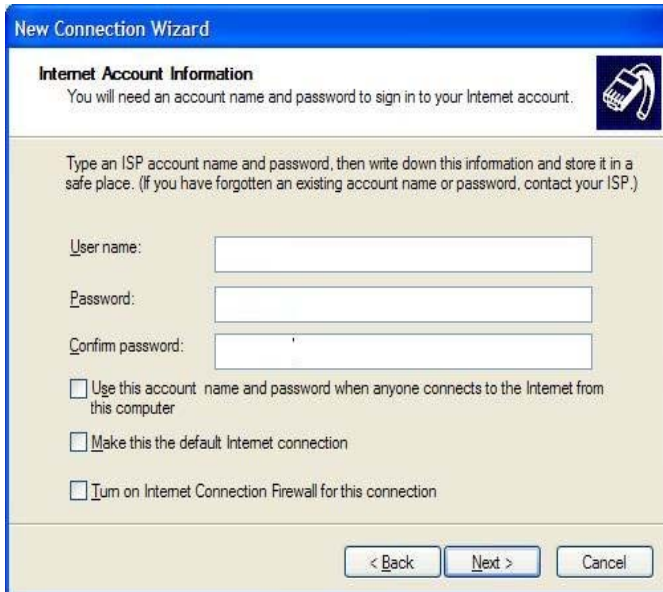 New Connection Wizard
Internet Account Information
You will need an account name and password to sign in to your Internet account.
Type an ISP account name and password, then write down this information and store it in a
safe place. (If you have forgotten an existing account name or password, contact your ISP.)
User name:
Password:
Confirm password:
Use this account name and password when anyone connects to the Internet from
this computer
Make this the default Internet connection
Turn on Internet Connection Firewall for this connection
< Back Next > Cancel